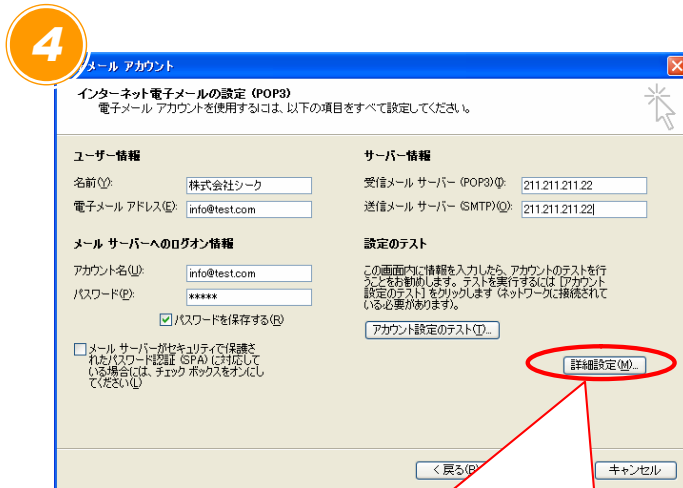 4
メール アカウント
インターネット電子メールの設定 (POP3)
電子メール アカウントを使用するには、以下の項目をすべて設定してください。
ユーザー情報
名前(Y):
株式会社シーク
電子メール アドレス(E):
info@test.com
サーバー情報
受信メール サーバー (POP3)(I):
211.211.211.22
送信メール サーバー (SMTP)(O):
211.211.211.22
メール サーバーへのログオン情報
アカウント名(U):
info@test.com
パスワード(P):
*****
パスワードを保存する(R)
メール サーバーがセキュリティで保護さ
れたパスワード認証 (SPA) に対応して
いる場合には、チェック ボックスをオンにし
てください(L)
設定のテスト
この画面内に情報を入力したら、アカウントのテストを行
うことをお勧めします。テストを実行するには [アカウント
設定のテスト] をクリックします (ネットワークに接続されて
いる必要があります)。
アカウント設定のテスト(T)...
詳細設定(M)...
< 戻る(B)
キャンセル